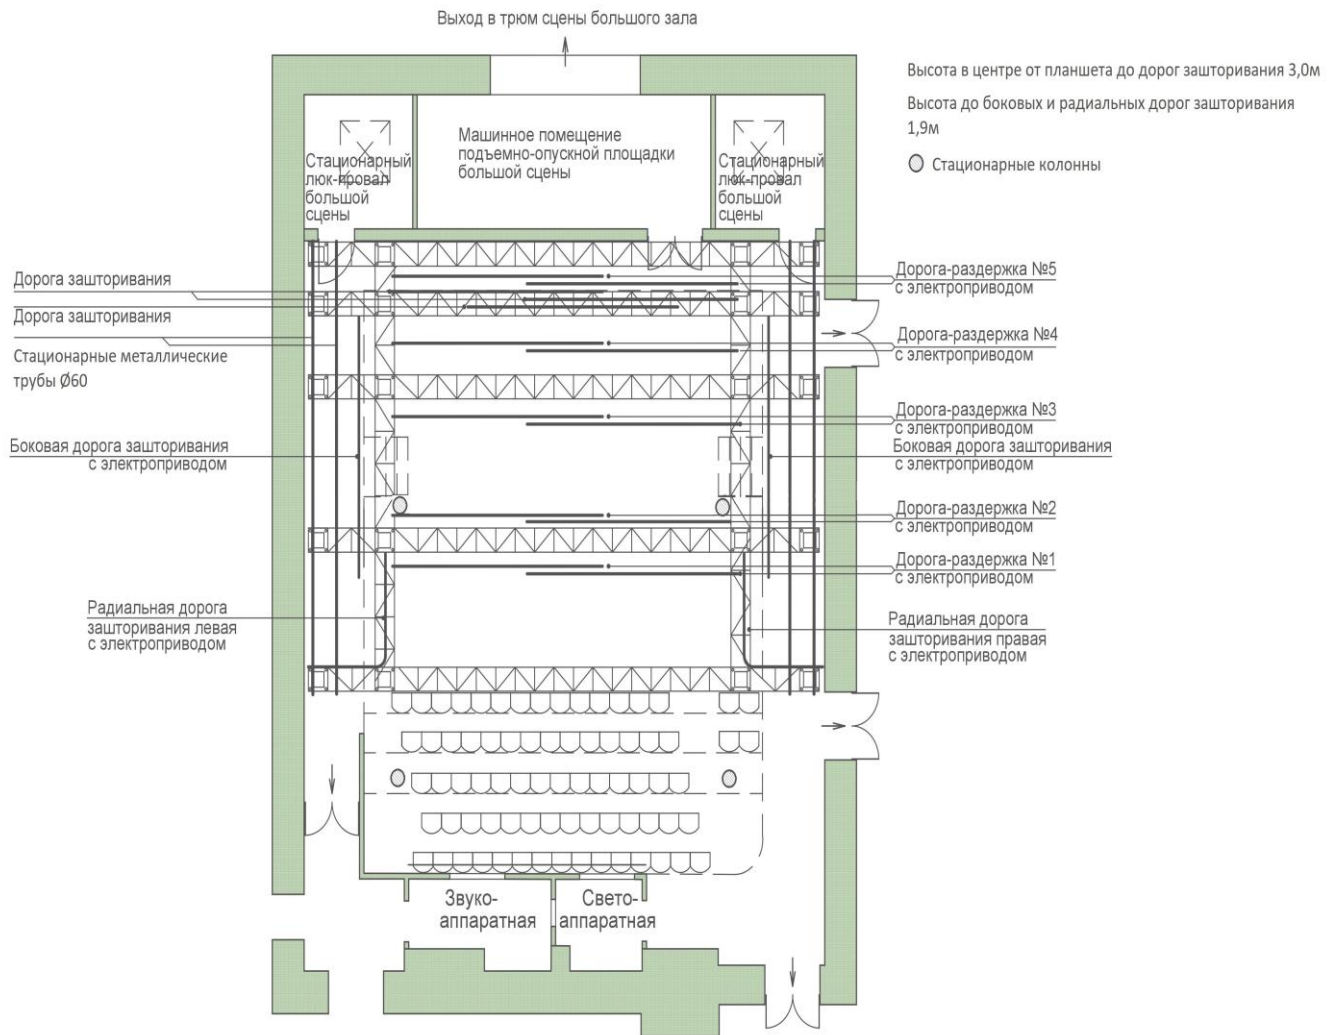 Выход в трюм сцены большого зала
Высота в центре от планшета до дорог зашторивания 3,0м
Высота до боковых и радиальных дорог зашторивания
1,9м
Стационарные колонны
Машинное помещение
подъемно-опускной площадки
большой сцены
Стационарный
люк-провал
большой
сцены
Стационарный
люк-провал
большой
сцены
Дорога зашторивания
Дорога зашторивания
Стационарные металлические
трубы Ø60
Боковая дорога зашторивания
с электроприводом
Радиальная дорога
зашторивания левая
с электроприводом
Дорога-раздержка №5
с электроприводом
Дорога-раздержка №4
с электроприводом
Дорога-раздержка №3
с электроприводом
Боковая дорога зашторивания
с электроприводом
Дорога-раздержка №2
с электроприводом
Дорога-раздержка №1
с электроприводом
Радиальная дорога
зашторивания правая
с электроприводом
Звуко-
аппаратная
Свето-
аппаратная